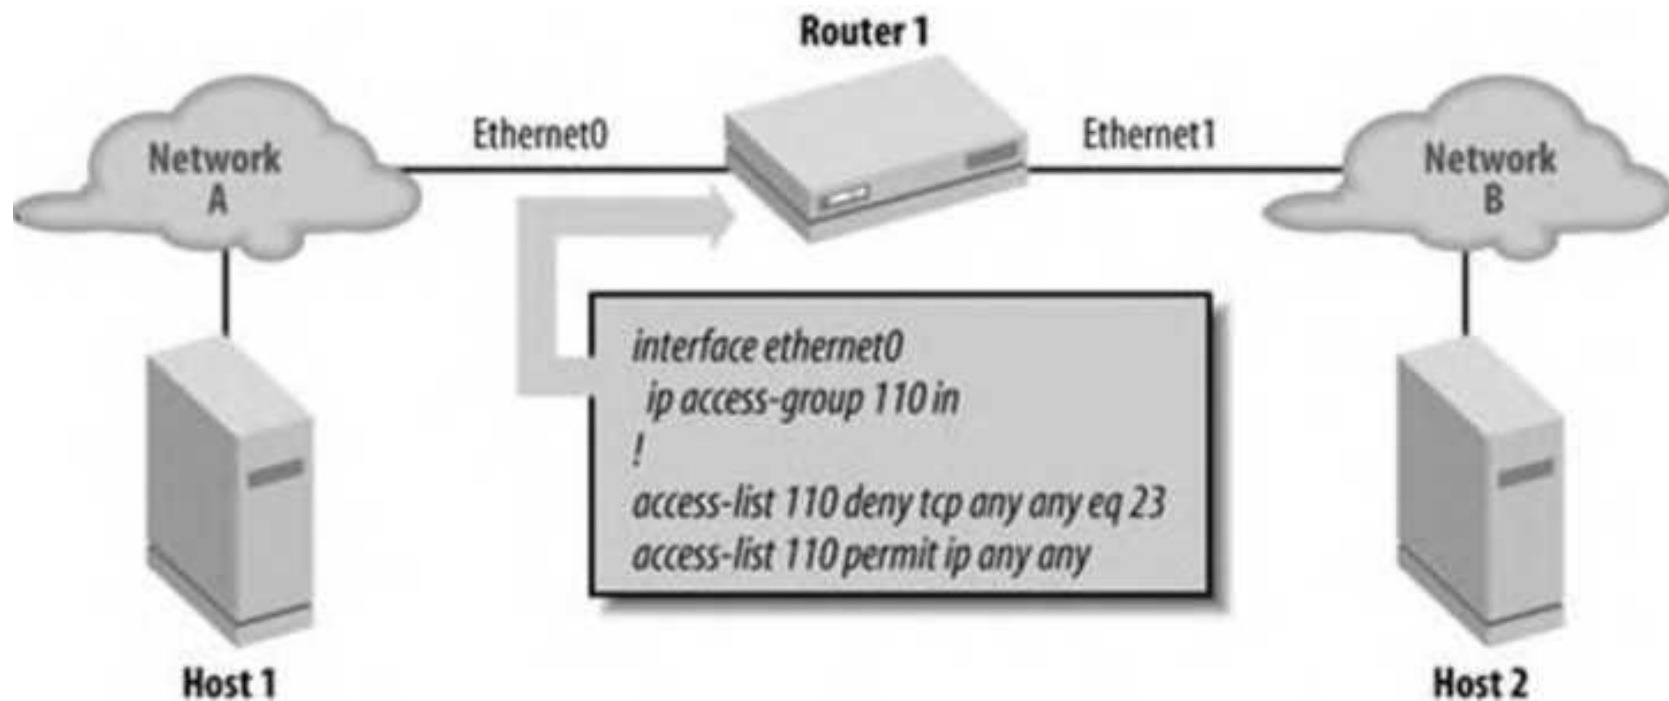 Router 1
Ethernet0
Ethernet1
Network
A
Network
B
interface ethernet0
ip access-group 110 in
!
access-list 110 deny tcp any any eq 23
access-list 110 permit ip any any
Host 1
Host 2